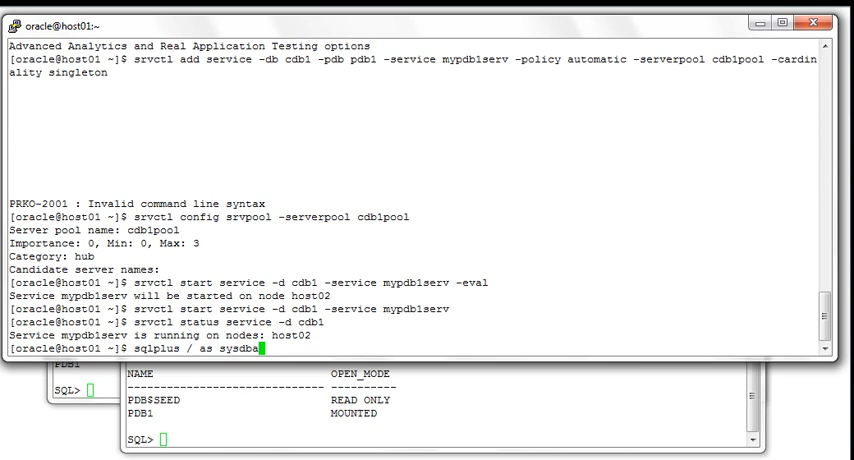 oracle@host01:~
Advanced Analytics and Real Application Testing options
[oracle@host01 ~]$ srvctl add service -db cdb1 -pdb pdb1 -service mypdb1serv -policy automatic -serverpool cdb1pool -cardin
ality singleton
PRKO-2001 : Invalid command line syntax
[oracle@host01 ~]$ srvctl config srvpool -serverpool cdb1pool
Server pool name: cdb1pool
Importance: 0, Min: 0, Max: 3
Category: hub
Candidate server names:
[oracle@host01 ~]$ srvctl start service -d cdb1 -service mypdb1serv -eval
Service mypdb1serv will be started on node host02
[oracle@host01 ~]$ srvctl start service -d cdb1 -service mypdb1serv
[oracle@host01 ~]$ srvctl status service -d cdb1
Service mypdb1serv is running on nodes: host02
[oracle@host01 ~]$ sqlplus / as sysdba
PDB1
SQL>
NAME OPEN_MODE
------------------------------ ----------
PDB$SEED READ ONLY
PDB1 MOUNTED
SQL>